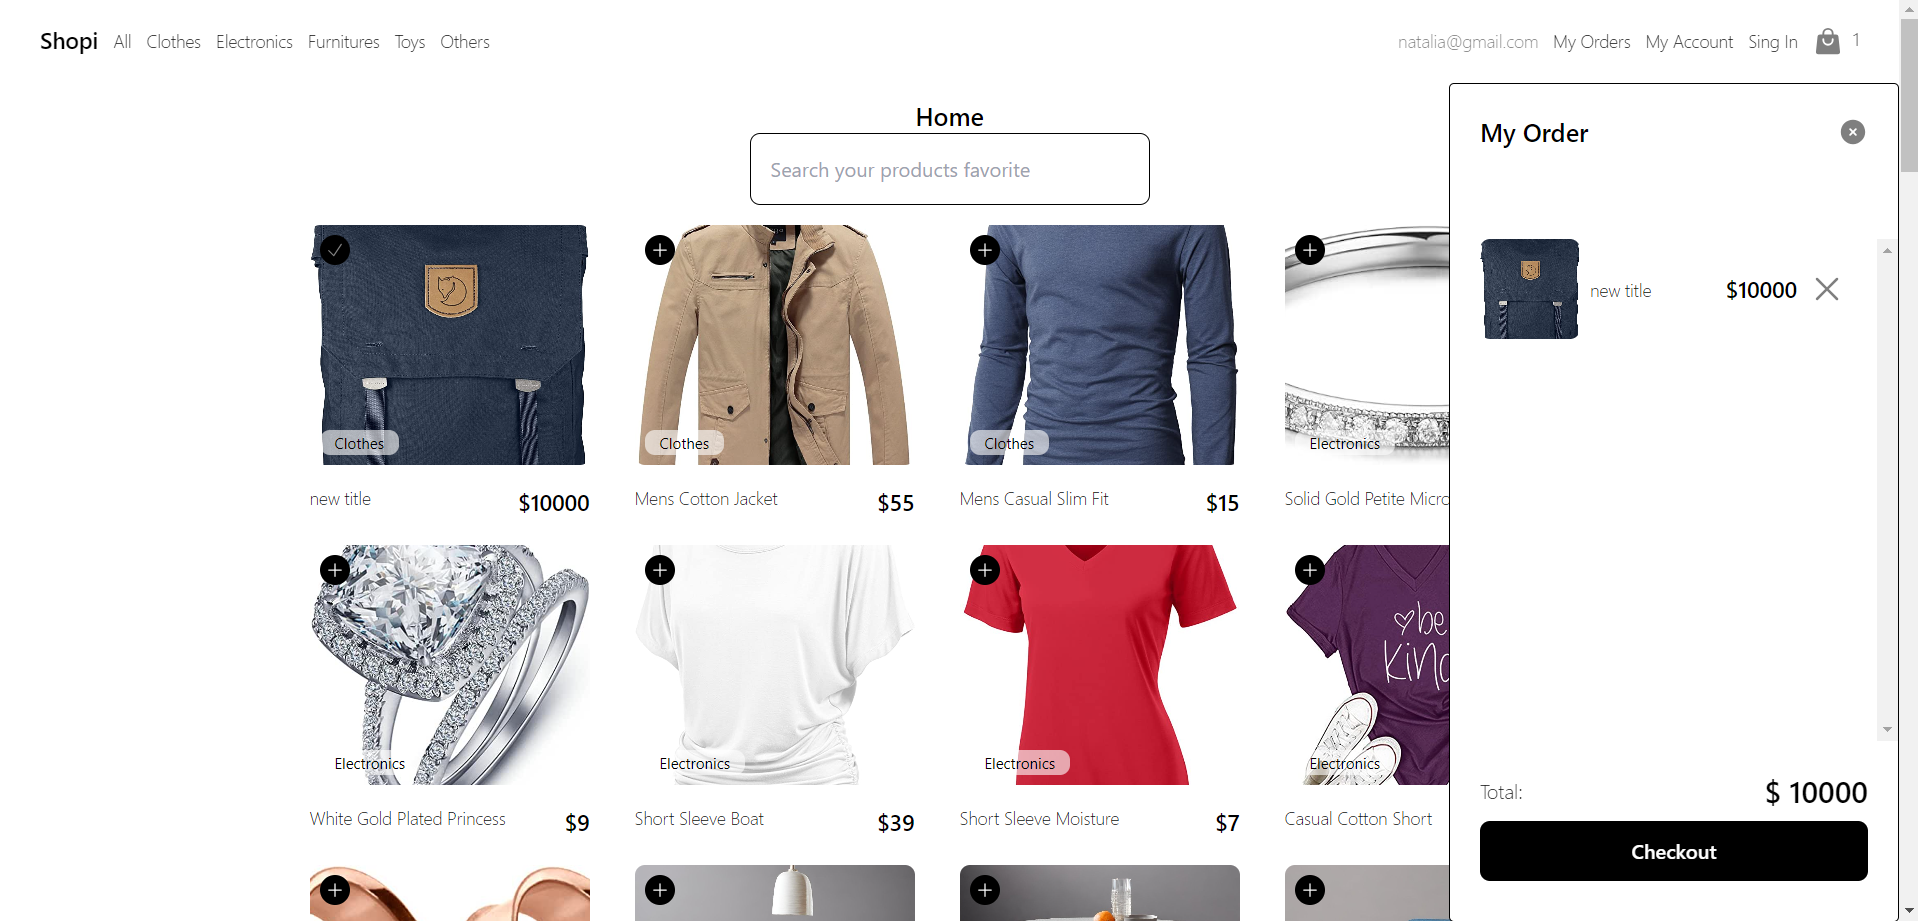 Shopi All Clothes Electronics Furnitures Toys Others natalia@gmail.com My Orders My Account Sing In 1
Home
Search your products favorite
Clothes
new title $10000
Clothes
Mens Cotton Jacket $55
Clothes
Mens Casual Slim Fit $15
Electronics
Solid Gold Petite Micro
Electronics
White Gold Plated Princess $9
Electronics
Short Sleeve Boat $39
Electronics
Short Sleeve Moisture $7
be
kind
Electronics
Casual Cotton Short
My Order
new title $10000
Total: $ 10000
Checkout